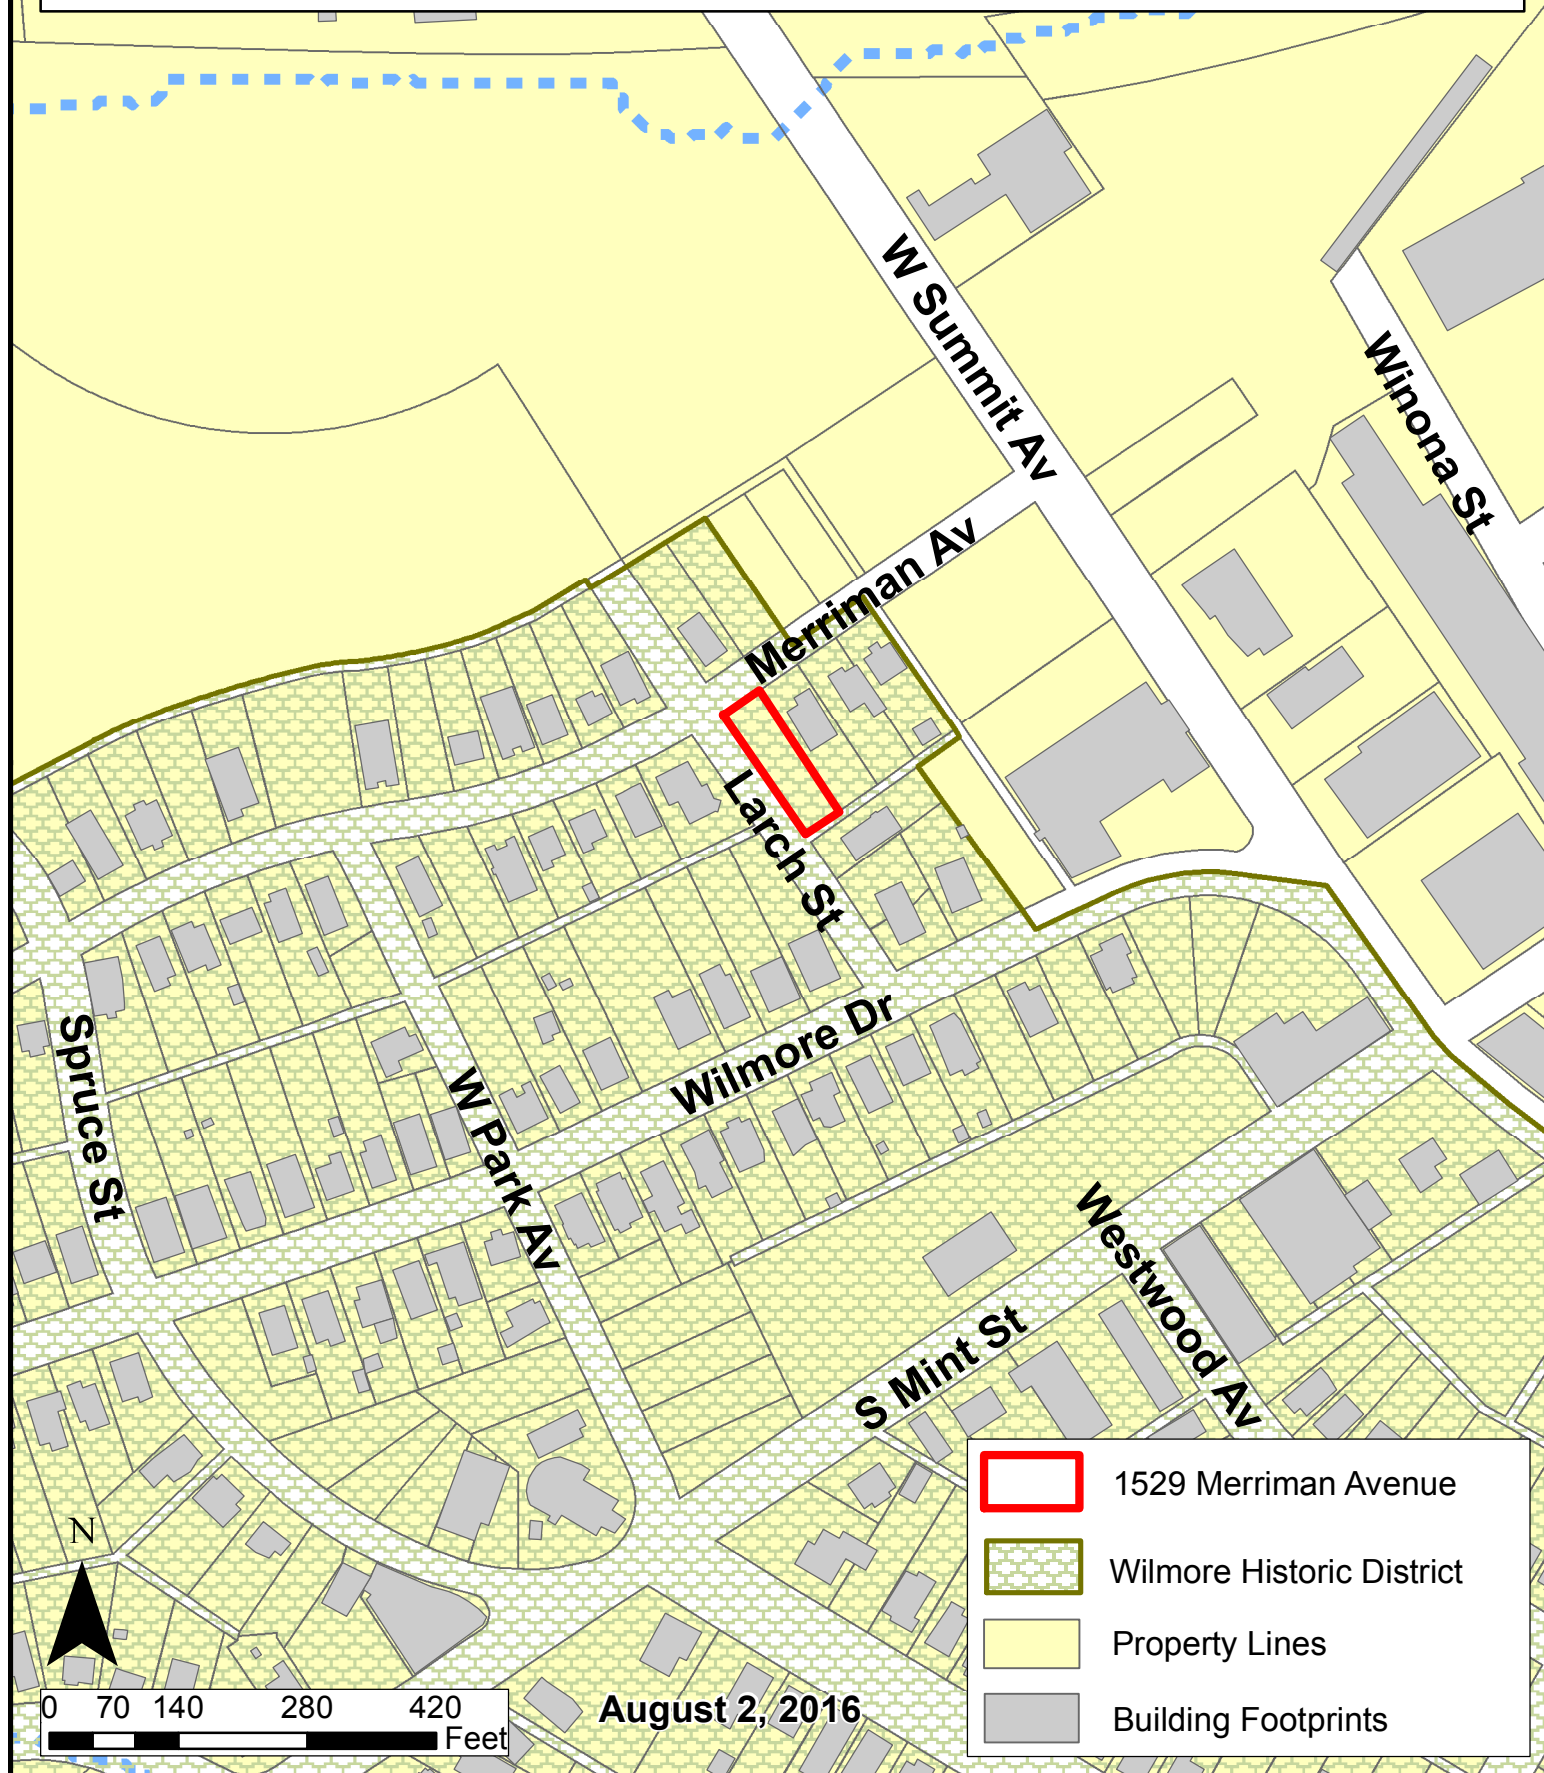 W Summit Av
Winona St
Merriman Av
Larch St
Spruce St
W Park Av
Wilmore Dr
Westwood Av
S Mint St
1529 Merriman Avenue
Wilmore Historic District
Property Lines
Building Footprints
N
0 70 140 280 420
Feet
August 2, 2016